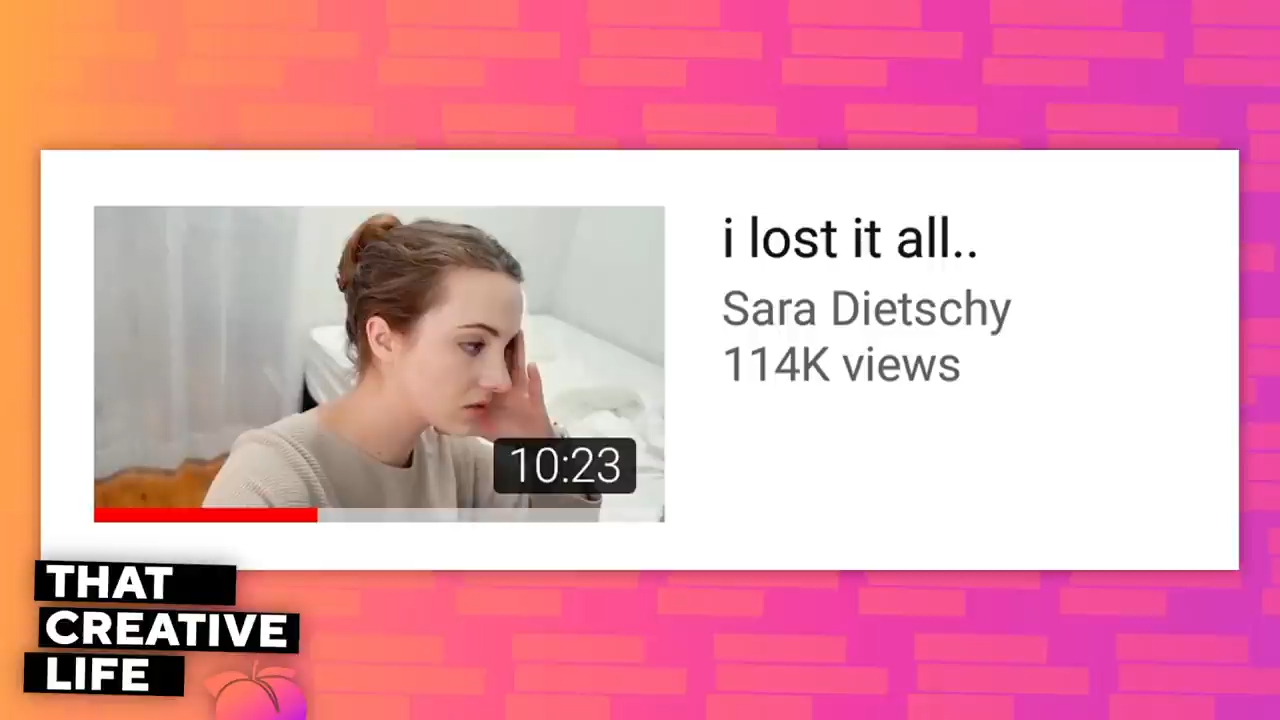 i lost it all..
Sara Dietschy
114K views
10:23
THAT
CREATIVE
LIFE